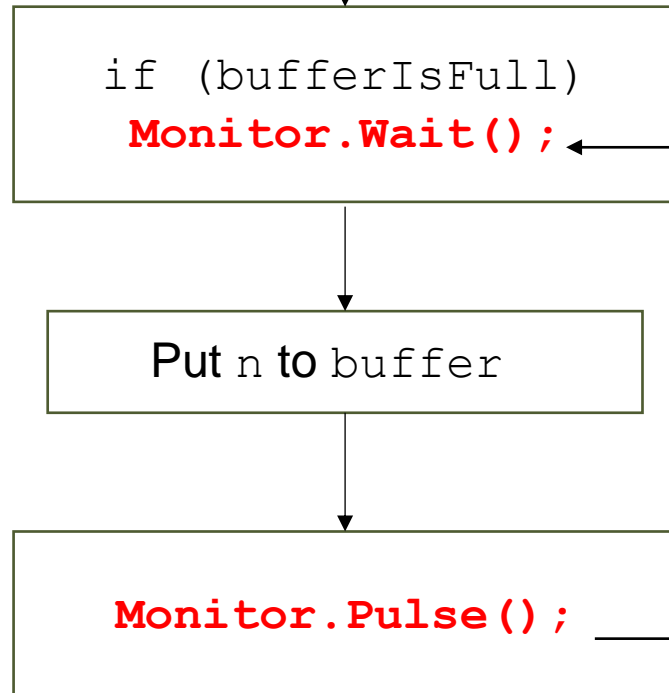 if (bufferIsFull)
Monitor.Wait();
Put n to buffer
Monitor.Pulse();